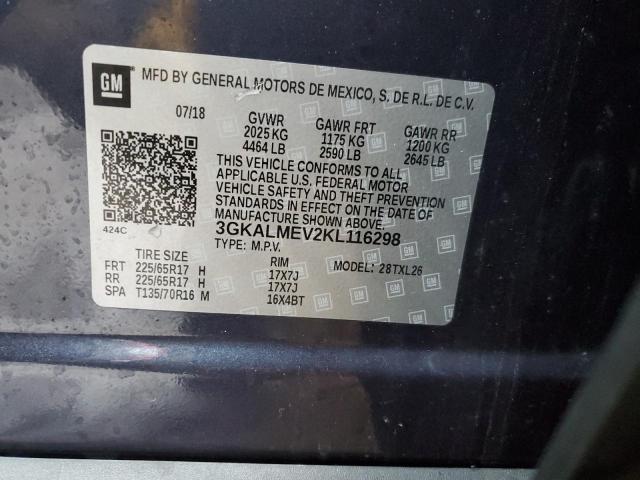 GM MFD BY GENERAL MOTORS DE MEXICO, S. DE R.L. DE C.V.
07/18 GVWR GAWR FRT GAWR RR
2025 KG 1175 KG 1200 KG
4464 LB 2590 LB 2645 LB
THIS VEHICLE CONFORMS TO ALL
APPLICABLE U.S. FEDERAL MOTOR
VEHICLE SAFETY AND THEFT PREVENTION
STANDARDS IN EFFECT ON THE DATE OF
MANUFACTURE SHOWN ABOVE.
424C 3GKALMEV2KL116298
TYPE: M.P.V.
TIRE SIZE RIM MODEL: 28TXL26
FRT 225/65R17 H 17X7J
RR 225/65R17 H 17X7J
SPA T135/70R16 M 16X4BT